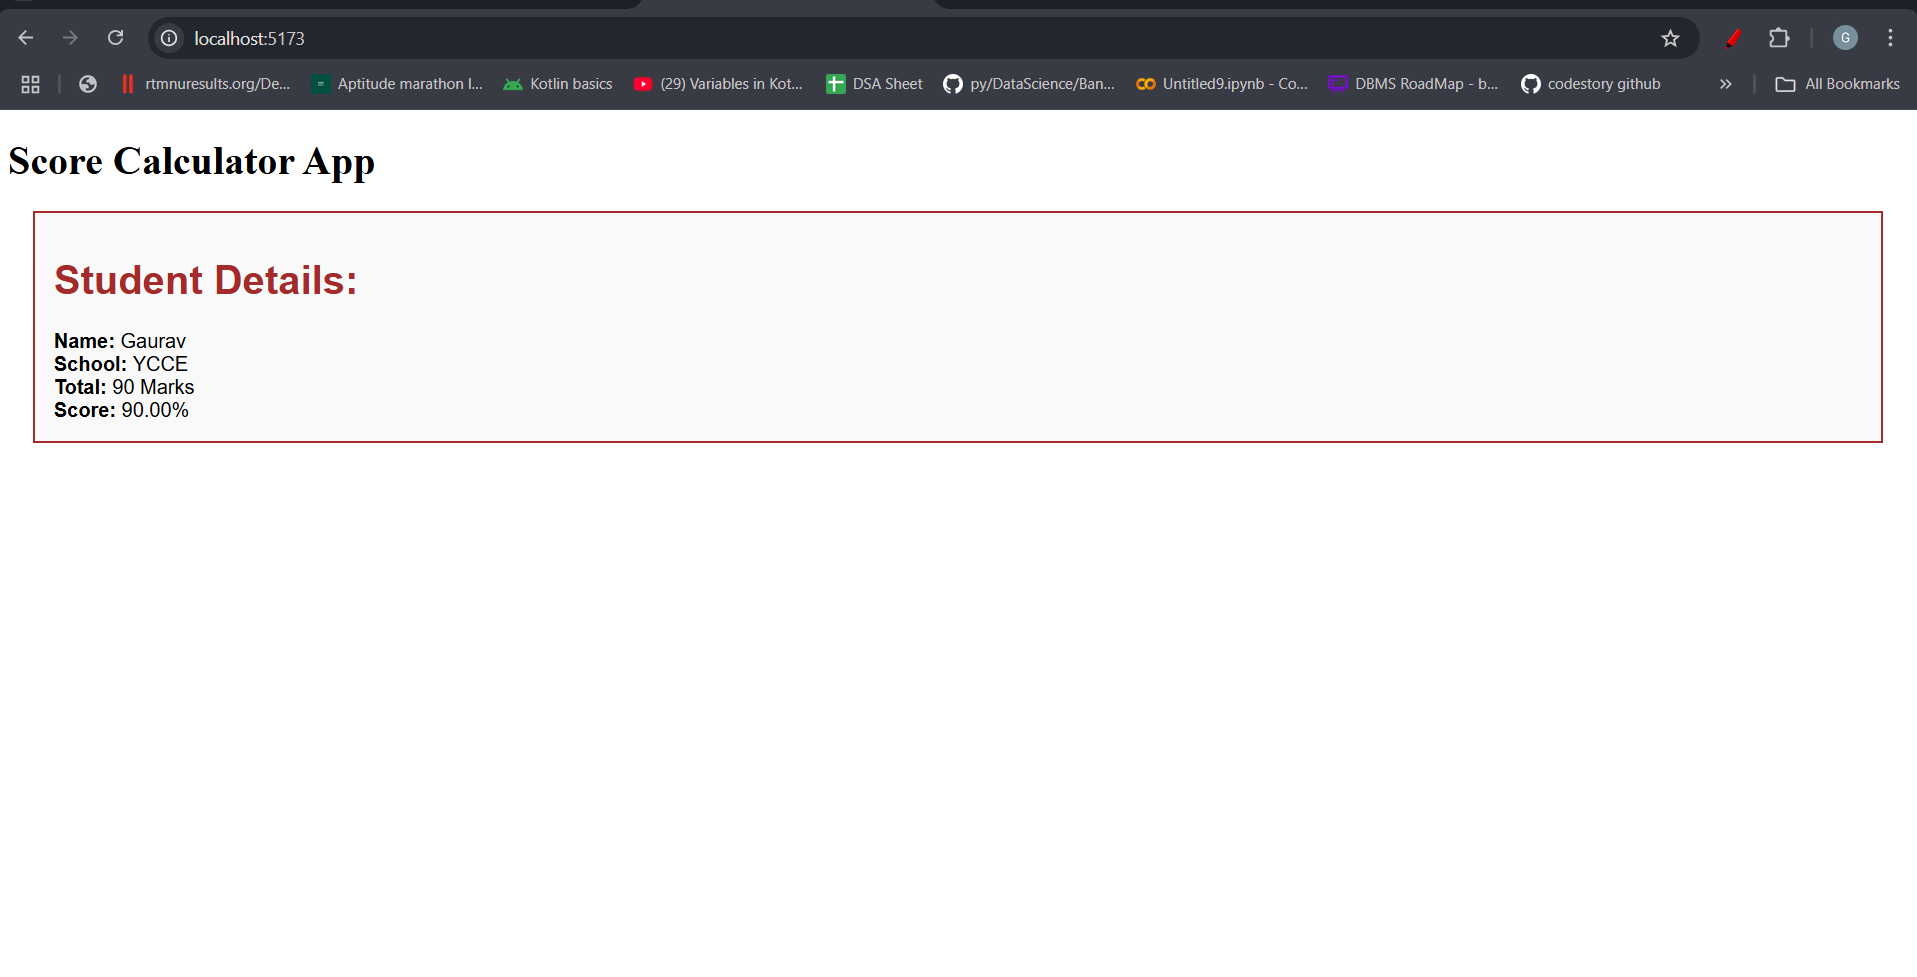 localhost:5173
G
rtmnuresults.org/De...
Aptitude marathon I...
Kotlin basics
(29) Variables in Kot...
DSA Sheet
py/DataScience/Ban...
Untitled9.ipynb - Co...
DBMS RoadMap - b...
codestory github
»
All Bookmarks
Score Calculator App
Student Details:
Name: Gaurav
School: YCCE
Total: 90 Marks
Score: 90.00%